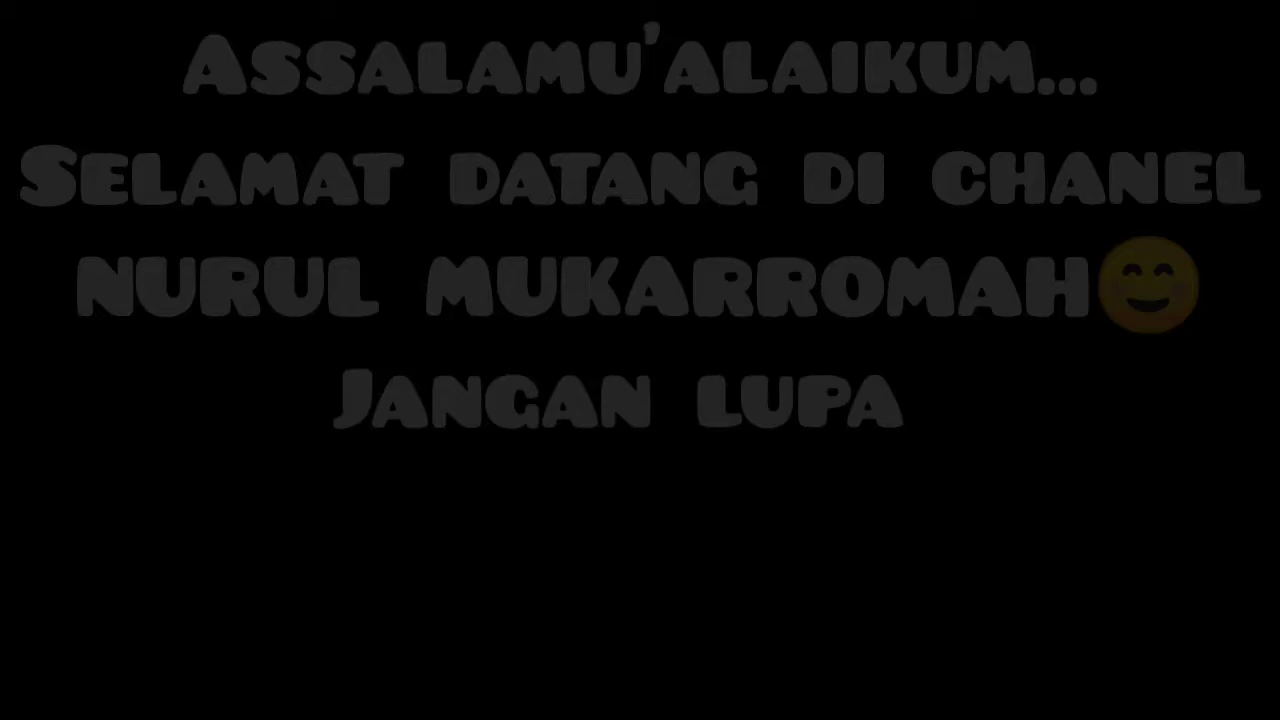 Assalamu'alaikum...
Selamat datang di chanel
NURUL MUKARROMAH😊
Jangan lupa